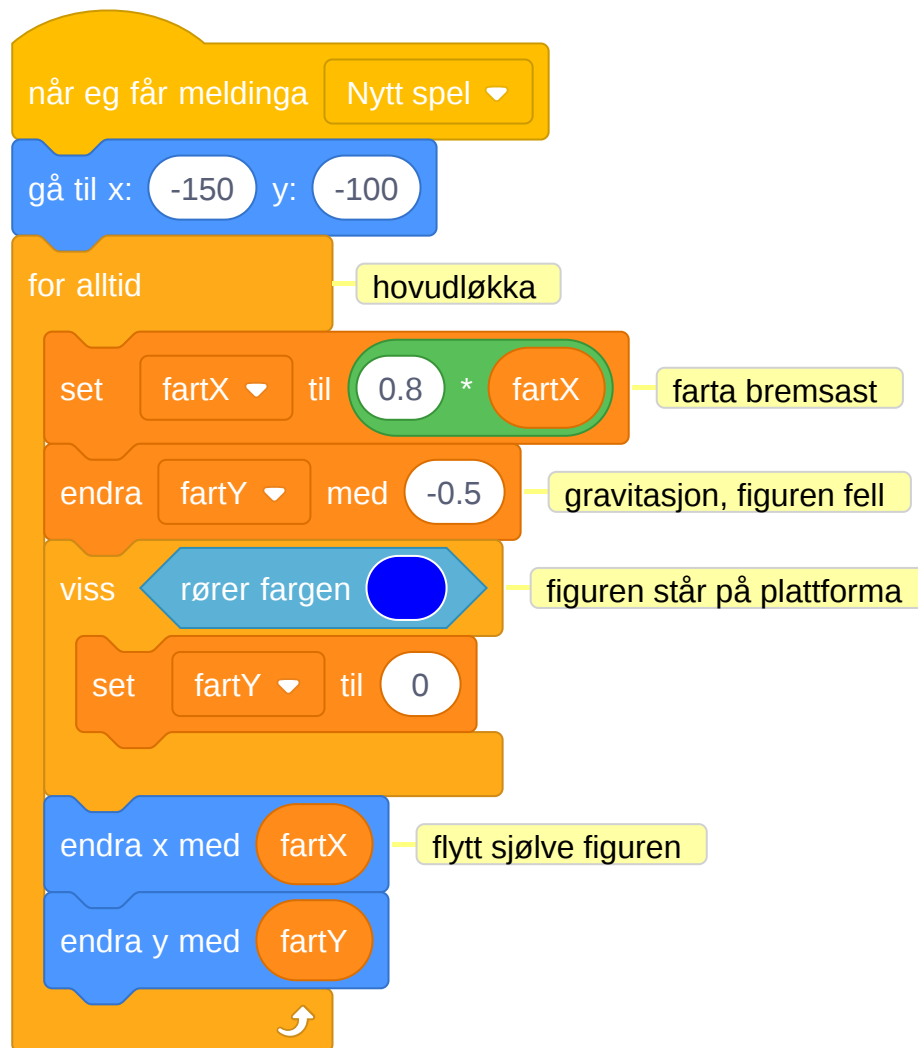 når eg får meldinga Nytt spel
gå til x: -150 y: -100
for alltid hovudløkka
set fartX til 0.8 * fartX farta bremsast
endra fartY med -0.5 gravitasjon, figuren fell
viss rører fargen figuren står på plattforma
set fartY til 0
endra x med fartX flytt sjølve figuren
endra y med fartY